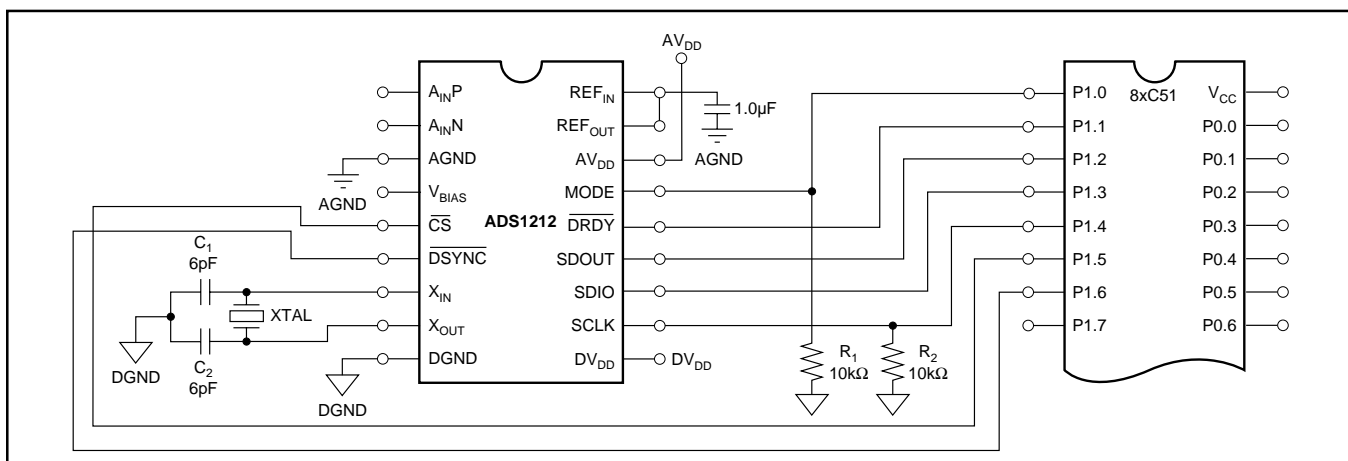 AVDD
AINP
REFIN
P1.0
8xC51
VCC
1.0µF
AINN
REFOUT
P1.1
P0.0
AGND
AVDD
AGND
P1.2
P0.1
AGND
VBIAS
MODE
P1.3
P0.2
CS
ADS1212
DRDY
P1.4
P0.3
C1
6pF
DSYNC
SDOUT
P1.5
P0.4
XIN
SDIO
P1.6
P0.5
XTAL
XOUT
SCLK
P1.7
P0.6
DGND
C2
6pF
DGND
DVDD
DVDD
R1
10kΩ
R2
10kΩ
DGND